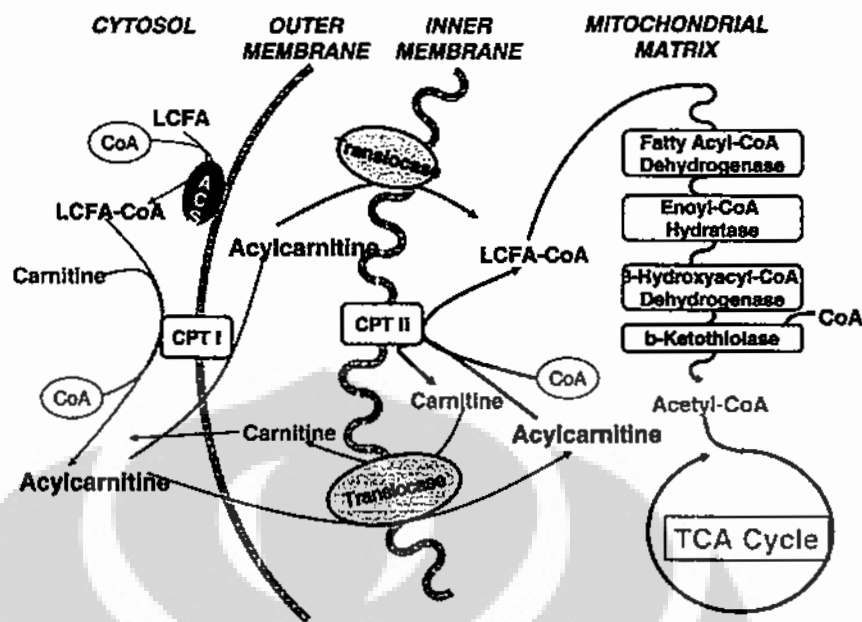 CYTOSOL
OUTER MEMBRANE
INNER MEMBRANE
MITOCHONDRIAL MATRIX
LCFA
CoA
ACS
LCFA-CoA
Carnitine
CPT I
CoA
Acylcarnitine
Acylcarnitine
Translocase
CPT II
Carnitine
Carnitine
Translocase
LCFA-CoA
CoA
Acylcarnitine
Fatty Acyl-CoA
Dehydrogenase
Enoyl-CoA
Hydratase
β-Hydroxyacyl-CoA
Dehydrogenase
CoA
b-Ketothiolase
Acetyl-CoA
TCA Cycle